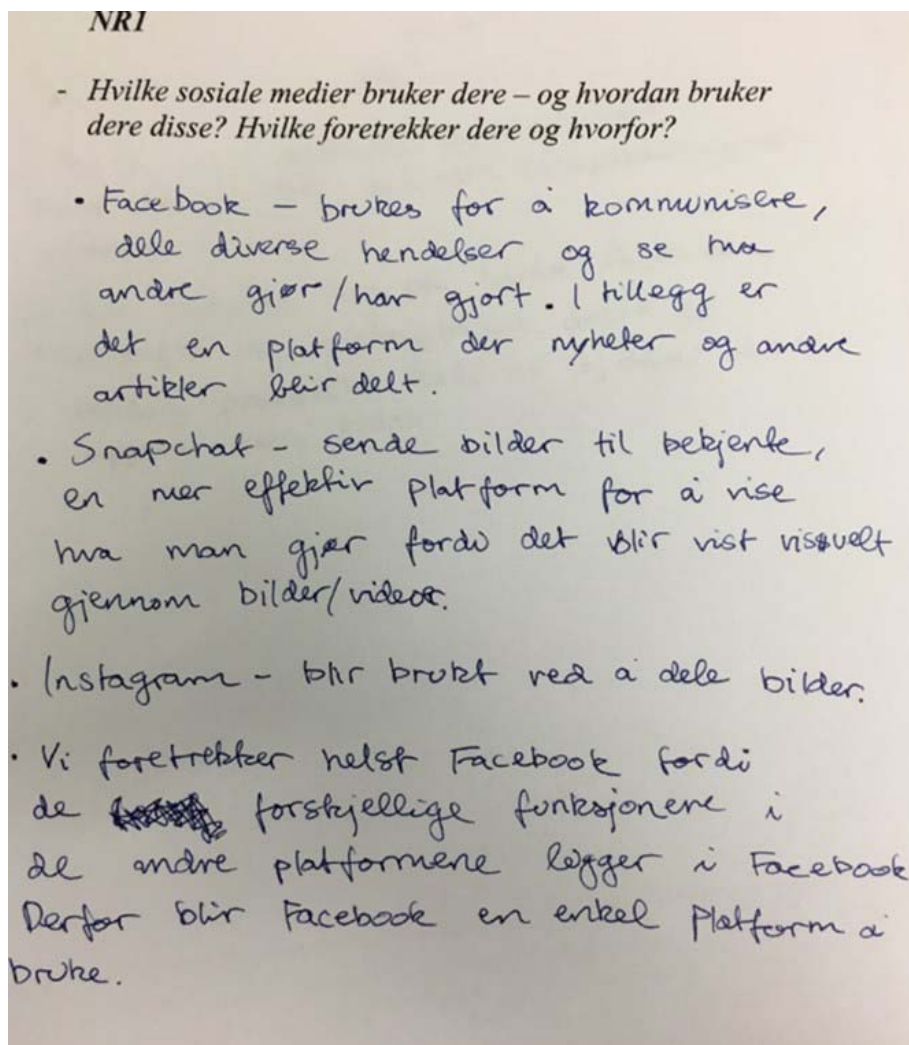 NR1
- Hvilke sosiale medier bruker dere – og hvordan bruker
dere disse? Hvilke foretrekker dere og hvorfor?
• Facebook – brukes for å kommunisere,
dele diverse hendelser og se hva
andre gjør/har gjort. I tillegg er
det en platform der nyheter og andre
artikler blir delt.
• Snapchat – sende bilder til bekjente,
en mer effektiv platform for å vise
hva man gjør fordi det blir vist visuelt
gjennom bilder/videoer.
• Instagram – blir brukt ved å dele bilder.
• Vi foretrekker helst Facebook fordi
de forskjellige funksjonene i
de andre platformene ligger i Facebook
Derfor blir Facebook en enkel platform å
bruke.